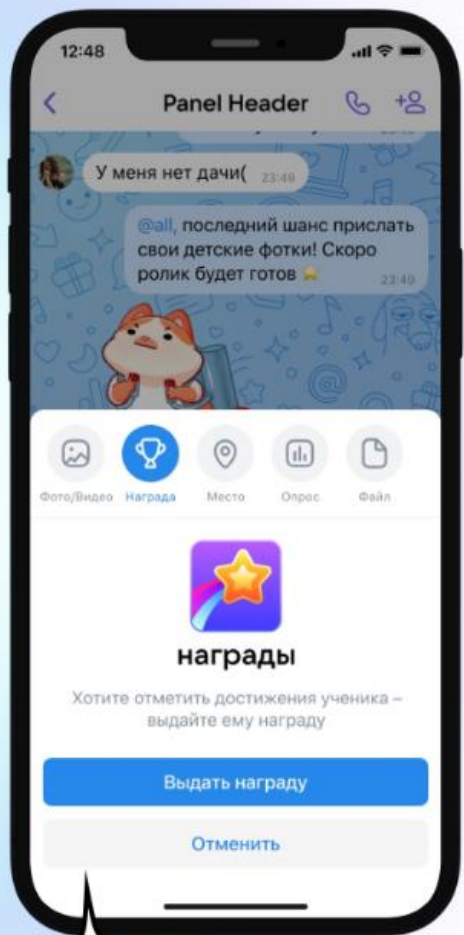 12:48
Panel Header
У меня нет дачи( 23:49
@all, последний шанс прислать
свои детские фотки! Скоро
ролик будет готов 23:49
Фото/Видео Награда Место Опрос Файл
награды
Хотите отметить достижения ученика –
выдайте ему награду
Выдать награду
Отменить